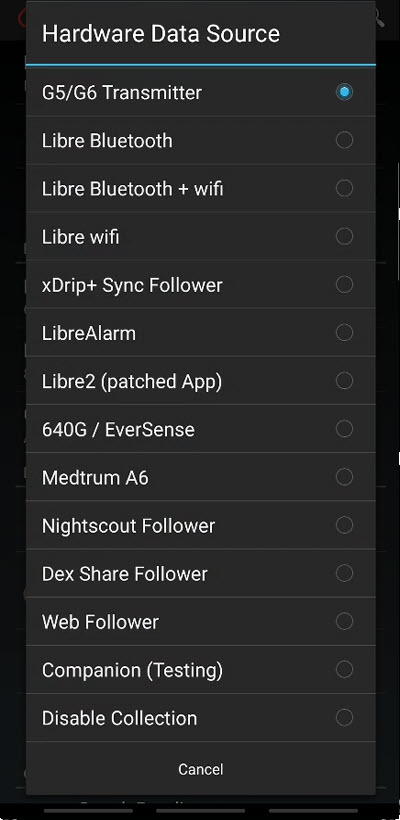 Hardware Data Source
G5/G6 Transmitter
Libre Bluetooth
Libre Bluetooth + wifi
Libre wifi
xDrip+ Sync Follower
LibreAlarm
Libre2 (patched App)
640G / EverSense
Medtrum A6
Nightscout Follower
Dex Share Follower
Web Follower
Companion (Testing)
Disable Collection
Cancel